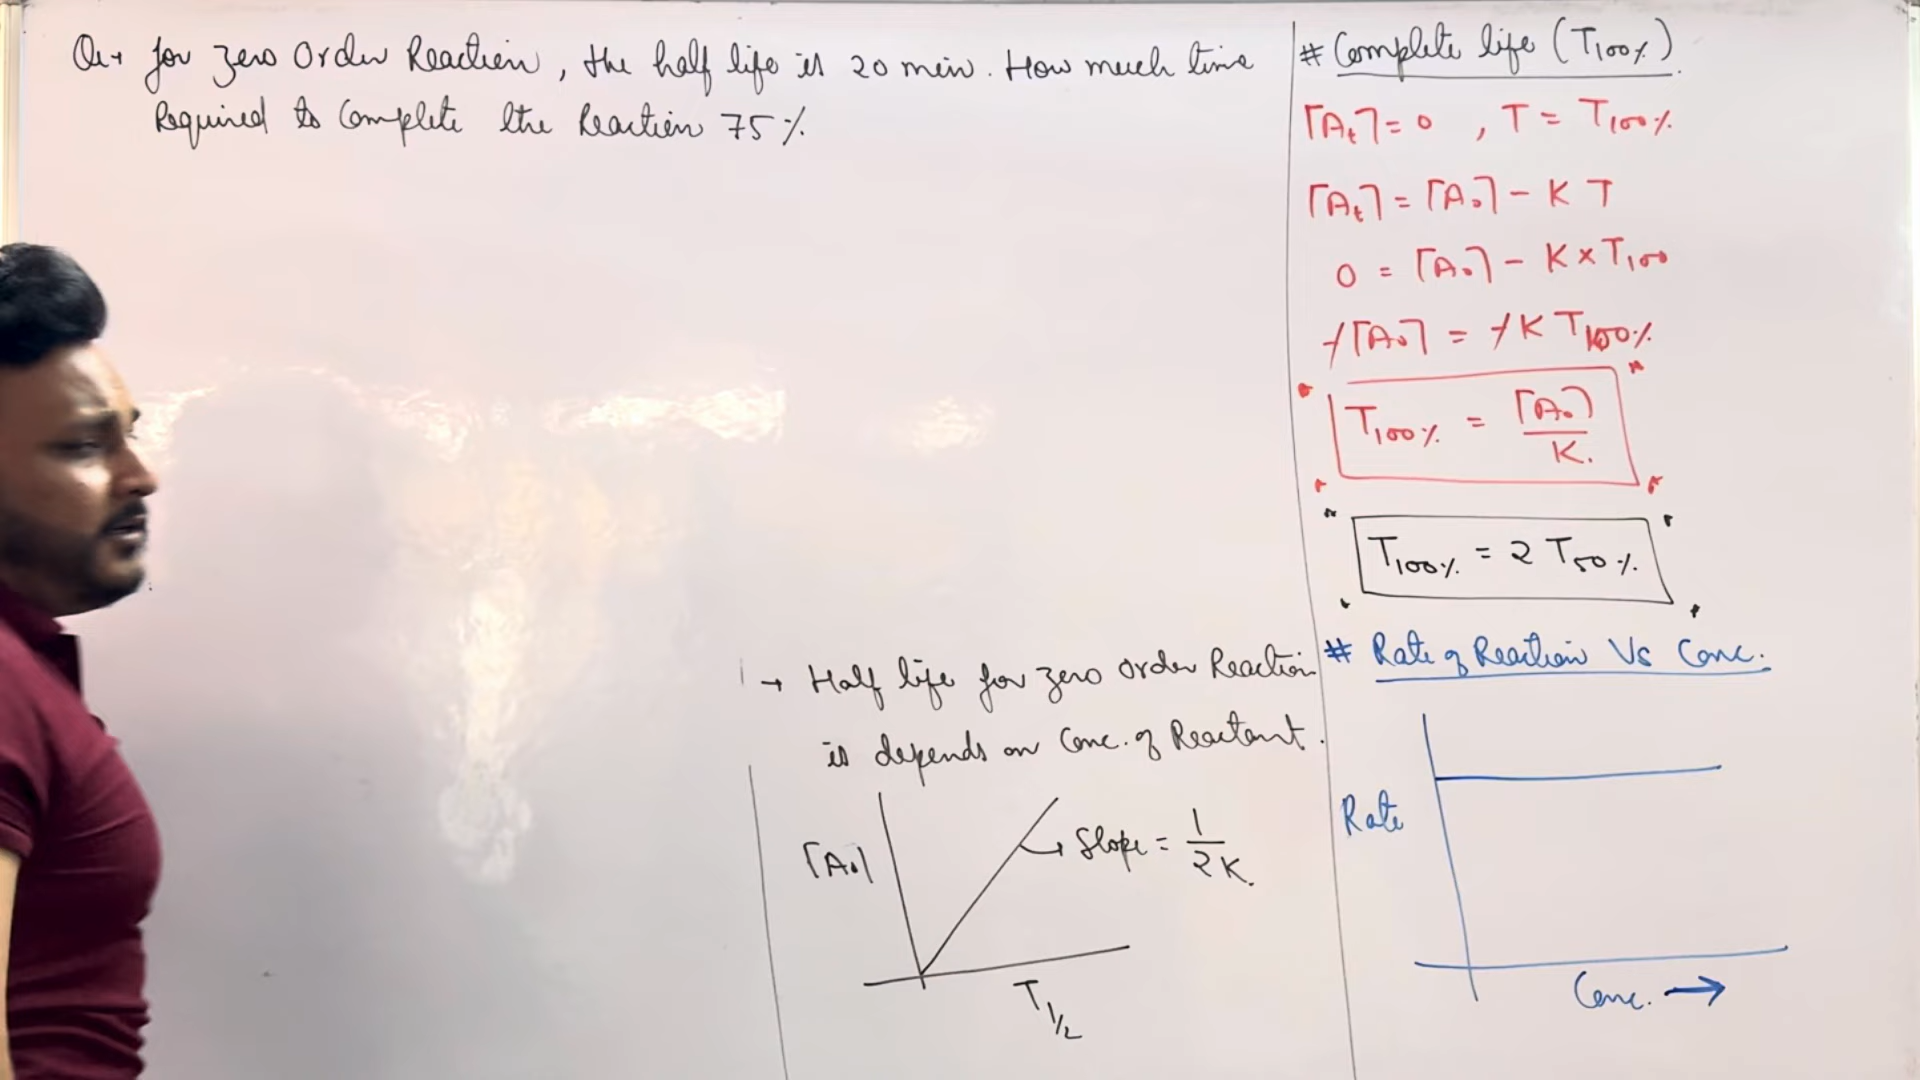 Que→ for zero Order Reaction, the half life is 20 min. How much time
Required to Complete the Reaction 75%
# Complete life (T100%)
[At] = 0 , T = T100%
[At] = [A0] - K T
0 = [A0] - K × T100
-[A0] = -K T100%
T100% = [A0] / K.
T100% = 2 T50%
→ Half life for zero order Reaction
is depends on Conc. of Reactant.
[A0]
Slope = 1 / 2K.
T1/2
# Rate of Reaction Vs Conc.
Rate
Conc. →